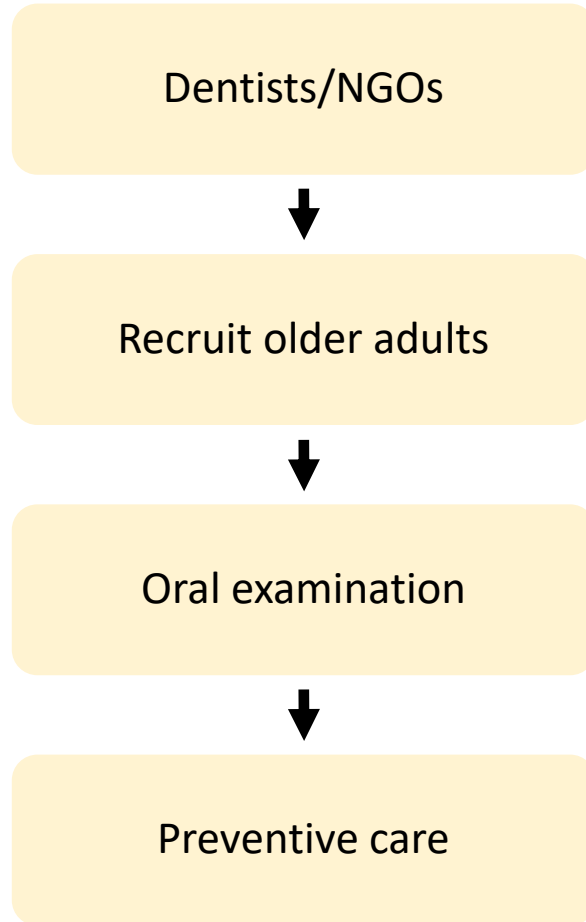 Dentists/NGOs
Recruit older adults
Oral examination
Preventive care